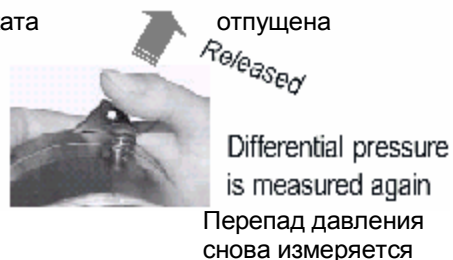 ата
отпущена
Released
Differential pressure
is measured again
Перепад давления
снова измеряется